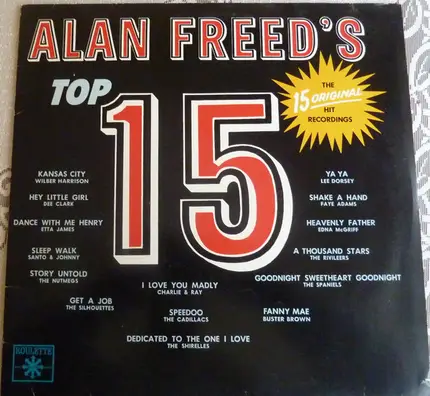 ALAN FREED'S
TOP 15
THE
15 ORIGINAL
HIT
RECORDINGS
KANSAS CITY
WILBER HARRISON
HEY LITTLE GIRL
DEE CLARK
DANCE WITH ME HENRY
ETTA JAMES
SLEEP WALK
SANTO & JOHNNY
STORY UNTOLD
THE NUTMEGS
GET A JOB
THE SILHOUETTES
I LOVE YOU MADLY
CHARLIE & RAY
SPEEDOO
THE CADILLACS
DEDICATED TO THE ONE I LOVE
THE SHIRELLES
YA YA
LEE DORSEY
SHAKE A HAND
FAYE ADAMS
HEAVENLY FATHER
EDNA McGRIFF
A THOUSAND STARS
THE RIVILEERS
GOODNIGHT SWEETHEART GOODNIGHT
THE SPANIELS
FANNY MAE
BUSTER BROWN
ROULETTE